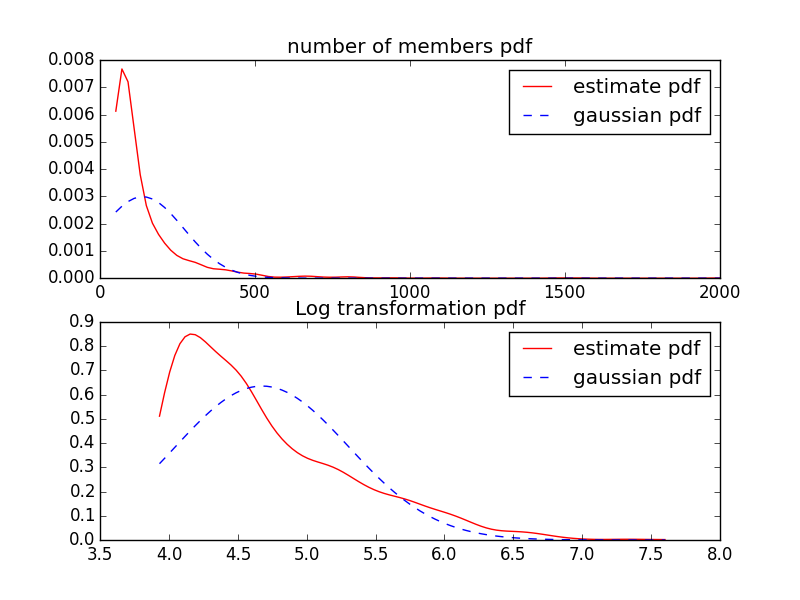 number of members pdf
0.008
0.007
0.006
0.005
0.004
0.003
0.002
0.001
0.000
estimate pdf
gaussian pdf
0 500 1000 1500 2000
Log transformation pdf
0.9
0.8
0.7
0.6
0.5
0.4
0.3
0.2
0.1
0.0
estimate pdf
gaussian pdf
3.5 4.0 4.5 5.0 5.5 6.0 6.5 7.0 7.5 8.0